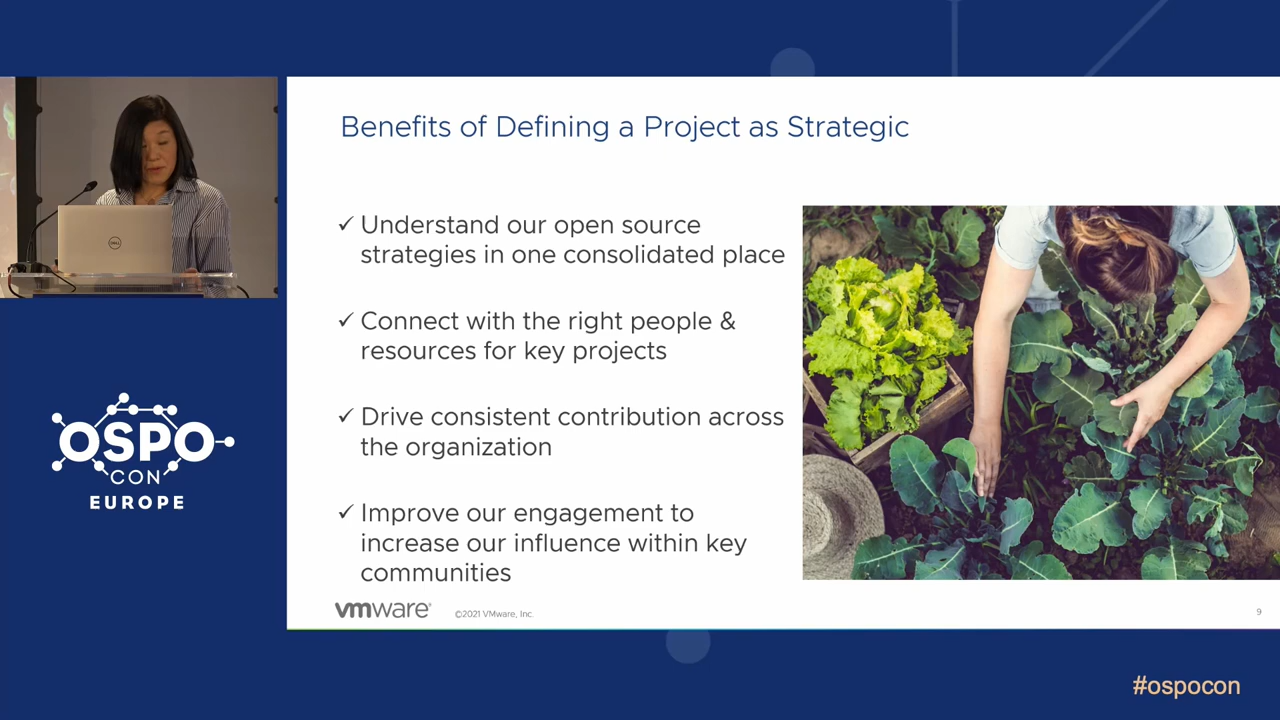 Benefits of Defining a Project as Strategic
✓ Understand our open source
strategies in one consolidated place
✓ Connect with the right people &
resources for key projects
✓ Drive consistent contribution across
the organization
✓ Improve our engagement to
increase our influence within key
communities
vmware®
©2021 VMware, Inc.
9
DELL
OSPO
CON
EUROPE
#ospocon